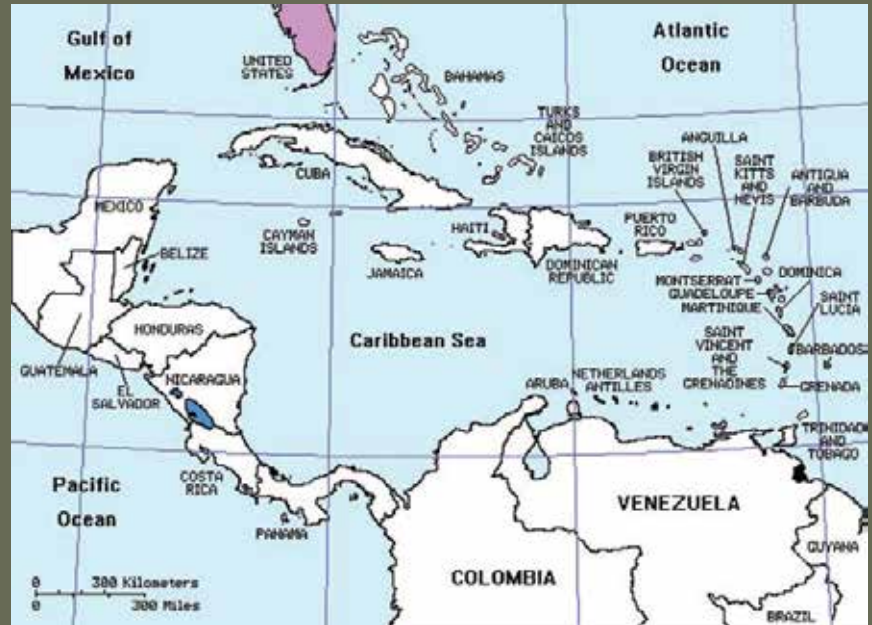 Gulf of
Mexico
Atlantic
Ocean
UNITED
STATES
BAHAMAS
TURKS
AND
CAICOS
ISLANDS
ANGUILLA
BRITISH
VIRGIN
ISLANDS
SAINT
KITTS
AND
NEVIS
ANTIGUA
AND
BARBUDA
CUBA
MEXICO
CAYMAN
ISLANDS
HAITI
PUERTO
RICO
BELIZE
JAMAICA
DOMINICAN
REPUBLIC
DOMINICA
MONTSERRAT
GUADELOUPE
MARTINIQUE
SAINT
LUCIA
HONDURAS
Caribbean Sea
SAINT
VINCENT
AND
THE
GRENADINES
BARBADOS
GUATEMALA
EL
SALVADOR
NICARAGUA
ARUBA
NETHERLANDS
ANTILLES
GRENADA
TRINIDAD
AND
TOBAGO
COSTA
RICA
Pacific
Ocean
PANAMA
VENEZUELA
GUYANA
COLOMBIA
BRAZIL
0 300 Kilometers
0 300 Miles